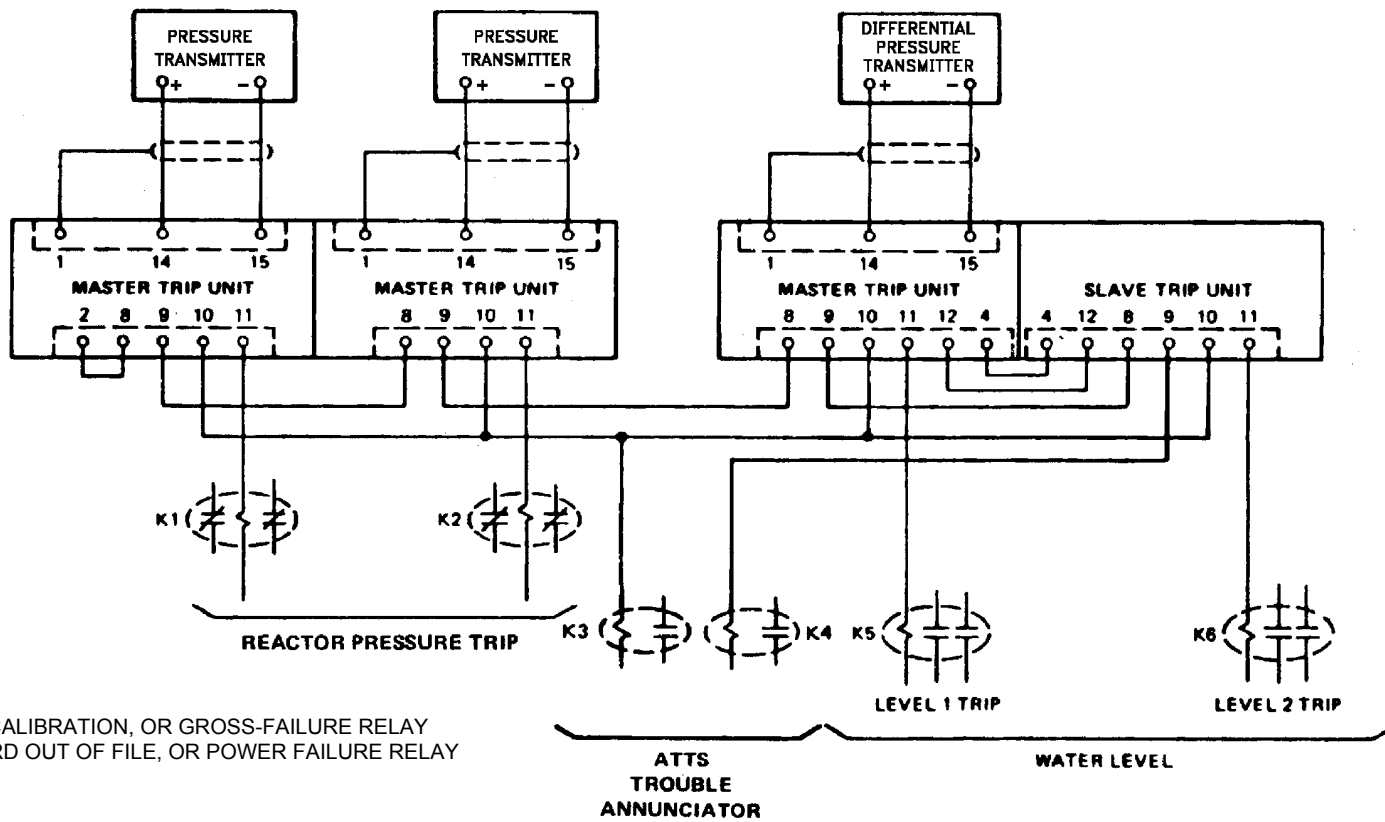 PRESSURE
TRANSMITTER
+ -
PRESSURE
TRANSMITTER
+ -
DIFFERENTIAL
PRESSURE
TRANSMITTER
+ -
1 14 15
MASTER TRIP UNIT
2 8 9 10 11
1 14 15
MASTER TRIP UNIT
8 9 10 11
1 14 15
MASTER TRIP UNIT
8 9 10 11 12 4
SLAVE TRIP UNIT
4 12 8 9 10 11
K1
K2
REACTOR PRESSURE TRIP
K3
K4
K5
K6
LEVEL 1 TRIP
LEVEL 2 TRIP
CALIBRATION, OR GROSS-FAILURE RELAY
RD OUT OF FILE, OR POWER FAILURE RELAY
ATTS
TROUBLE
ANNUNCIATOR
WATER LEVEL